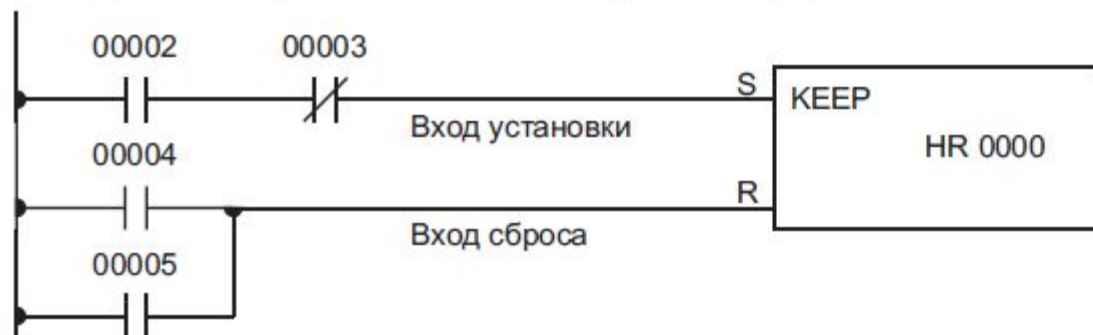 00002 00003
S KEEP
Вход установки
HR 0000
00004
R
Вход сброса
00005